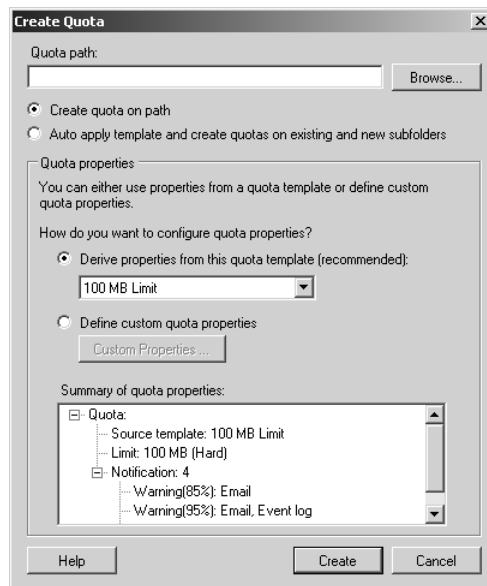 Create Quota
Quota path:
Browse...
Create quota on path
Auto apply template and create quotas on existing and new subfolders
Quota properties
You can either use properties from a quota template or define custom
quota properties.
How do you want to configure quota properties?
Derive properties from this quota template (recommended):
100 MB Limit
Define custom quota properties
Custom Properties ...
Summary of quota properties:
Quota:
Source template: 100 MB Limit
Limit: 100 MB (Hard)
Notification: 4
Warning(85%): Email
Warning(95%): Email, Event log
Help
Create
Cancel